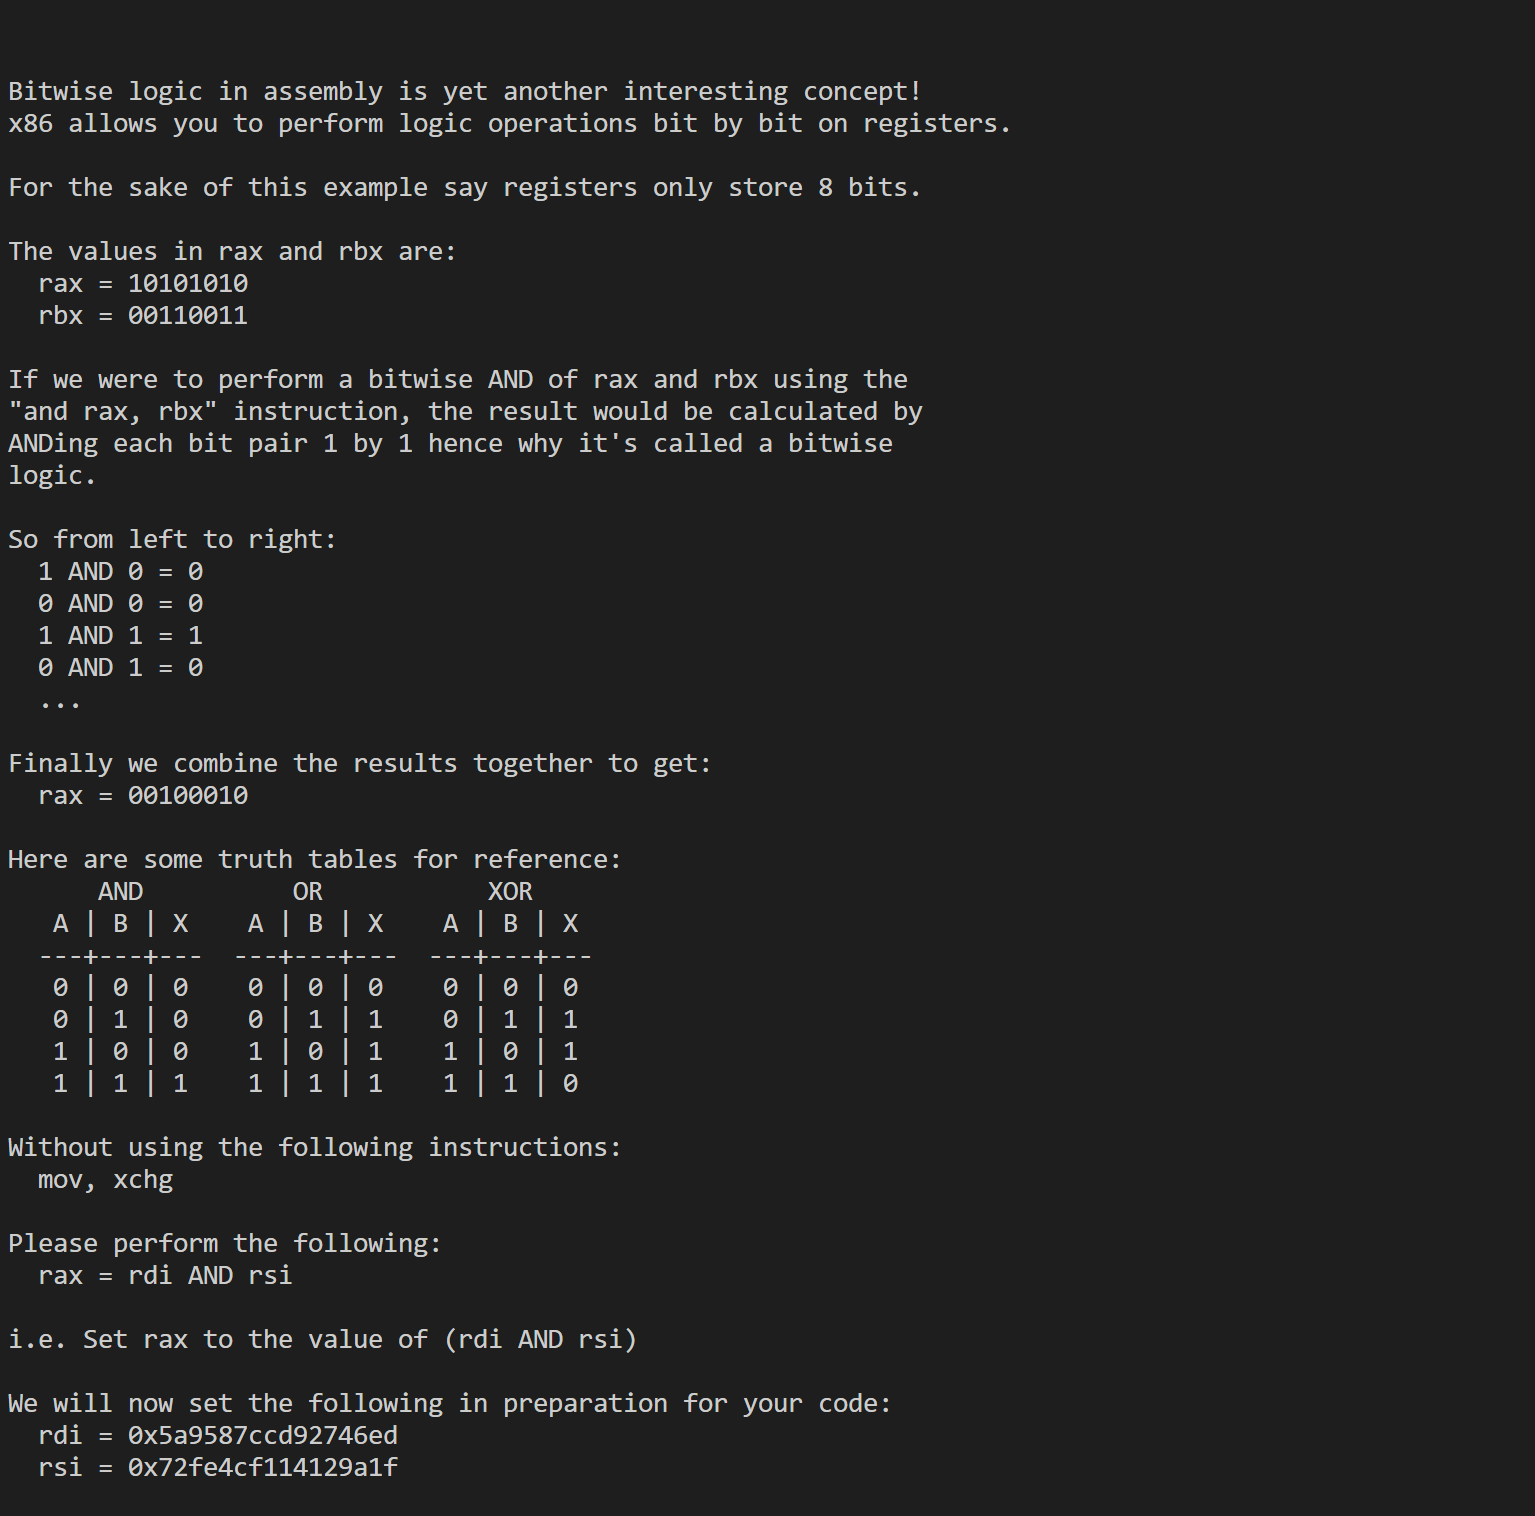 Bitwise logic in assembly is yet another interesting concept!
x86 allows you to perform logic operations bit by bit on registers.

For the sake of this example say registers only store 8 bits.

The values in rax and rbx are:
  rax = 10101010
  rbx = 00110011

If we were to perform a bitwise AND of rax and rbx using the
"and rax, rbx" instruction, the result would be calculated by
ANDing each bit pair 1 by 1 hence why it's called a bitwise
logic.

So from left to right:
  1 AND 0 = 0
  0 AND 0 = 0
  1 AND 1 = 1
  0 AND 1 = 0
  ...

Finally we combine the results together to get:
  rax = 00100010

Here are some truth tables for reference:
      AND          OR           XOR
   A | B | X    A | B | X    A | B | X
  ---+---+---  ---+---+---  ---+---+---
   0 | 0 | 0    0 | 0 | 0    0 | 0 | 0
   0 | 1 | 0    0 | 1 | 1    0 | 1 | 1
   1 | 0 | 0    1 | 0 | 1    1 | 0 | 1
   1 | 1 | 1    1 | 1 | 1    1 | 1 | 0

Without using the following instructions:
  mov, xchg

Please perform the following:
  rax = rdi AND rsi

i.e. Set rax to the value of (rdi AND rsi)

We will now set the following in preparation for your code:
  rdi = 0x5a9587ccd92746ed
  rsi = 0x72fe4cf114129a1f